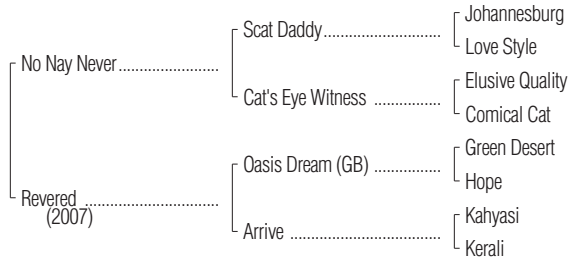 Johannesburg
Scat Daddy
Love Style
No Nay Never
Elusive Quality
Cat's Eye Witness
Comical Cat
Green Desert
Oasis Dream (GB)
Hope
Revered
(2007)
Kahyasi
Arrive
Kerali